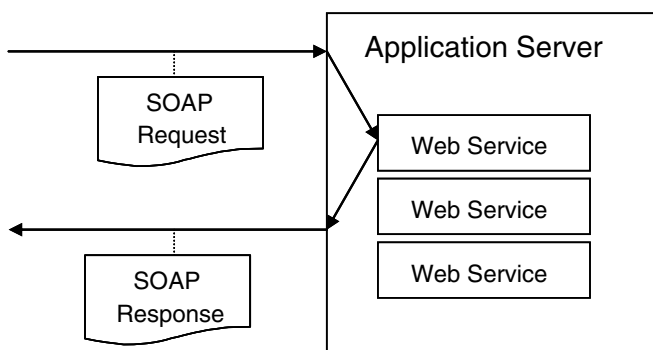 Application Server
SOAP
Request
Web Service
Web Service
Web Service
SOAP
Response